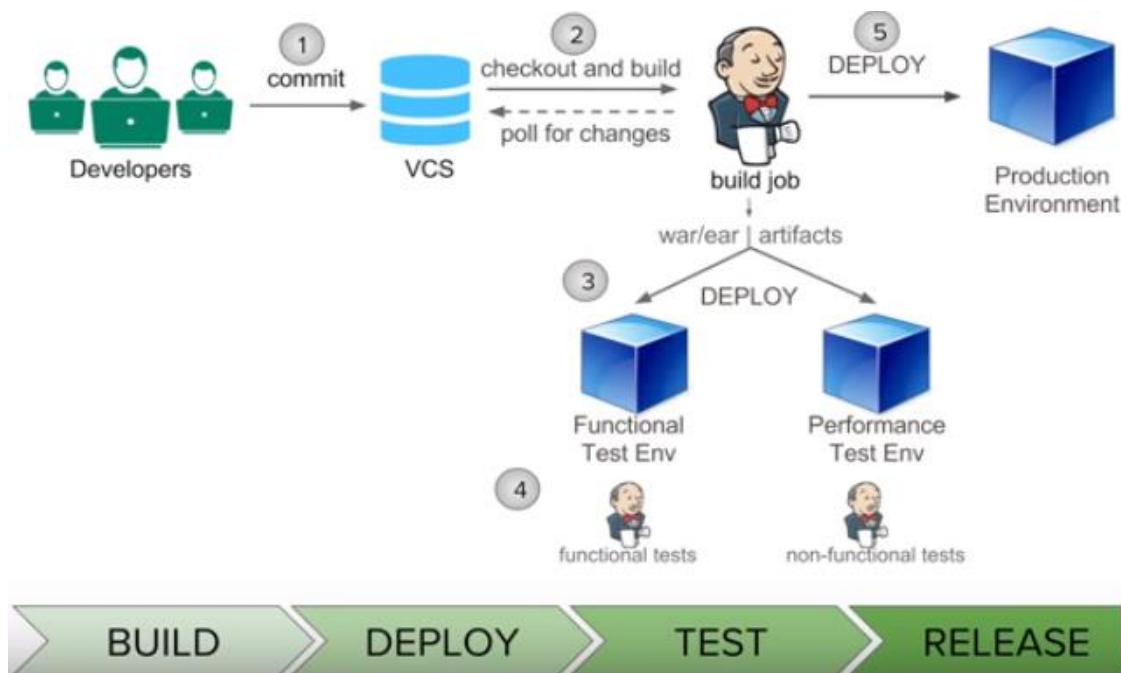 1
commit
Developers
VCS
2
checkout and build
poll for changes
build job
5
DEPLOY
Production
Environment
war/ear artifacts
3
DEPLOY
Functional
Test Env
Performance
Test Env
4
functional tests
non-functional tests
BUILD
DEPLOY
TEST
RELEASE